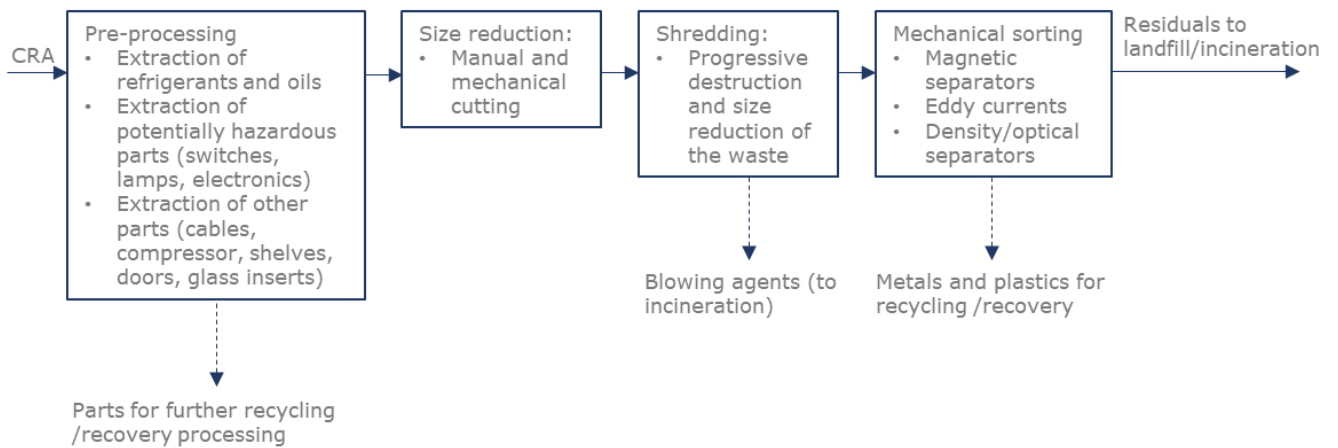 CRA
Pre-processing
• Extraction of
refrigerants and oils
• Extraction of
potentially hazardous
parts (switches,
lamps, electronics)
• Extraction of other
parts (cables,
compressor, shelves,
doors, glass inserts)
Parts for further recycling
/recovery processing
Size reduction:
• Manual and
mechanical
cutting
Shredding:
• Progressive
destruction
and size
reduction of
the waste
Blowing agents (to
incineration)
Mechanical sorting
• Magnetic
separators
• Eddy currents
• Density/optical
separators
Metals and plastics for
recycling /recovery
Residuals to
landfill/incineration